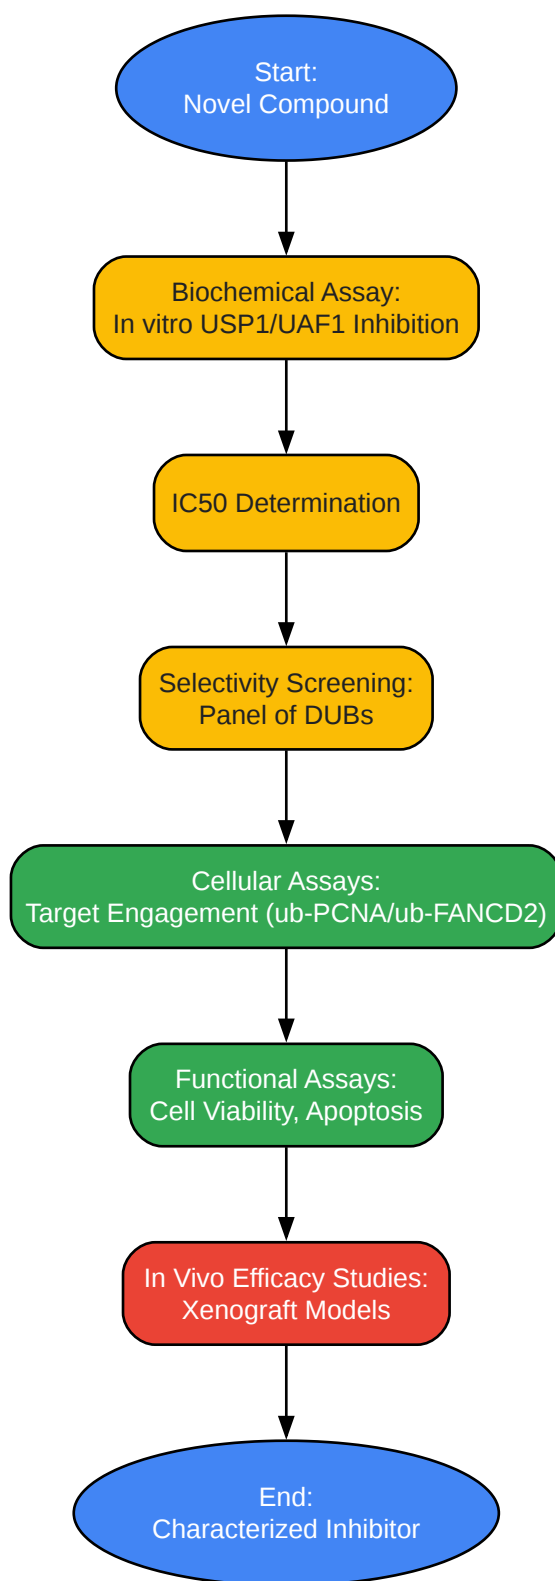 Start:
Novel Compound
Biochemical Assay:
In vitro USP1/UAF1 Inhibition
IC50 Determination
Selectivity Screening:
Panel of DUBs
Cellular Assays:
Target Engagement (ub-PCNA/ub-FANCD2)
Functional Assays:
Cell Viability, Apoptosis
In Vivo Efficacy Studies:
Xenograft Models
End:
Characterized Inhibitor